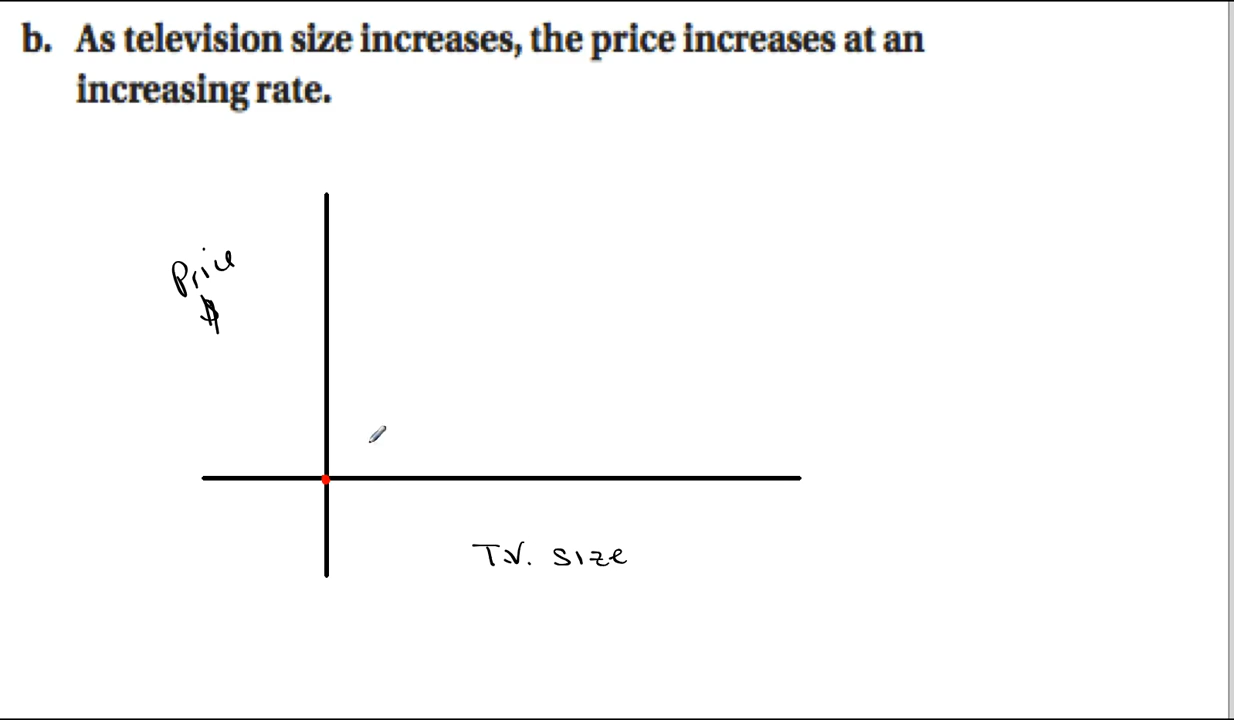 b. As television size increases, the price increases at an
increasing rate.
Price
$
T.V. size